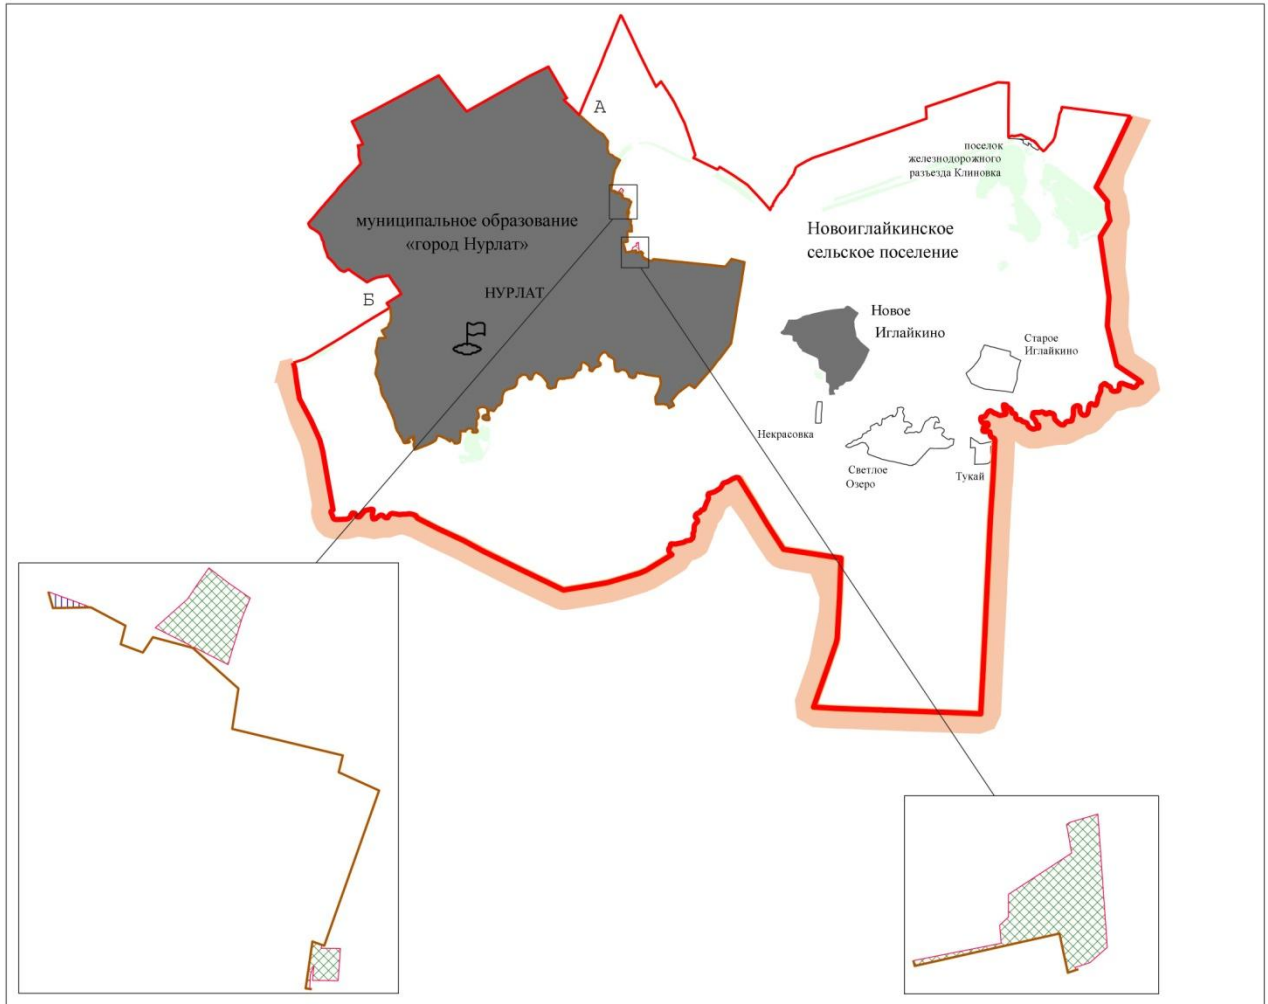 А
поселок
железнодорожного
разъезда Клиновка
муниципальное образование
«город Нурлат»
Новоиглайкинское
сельское поселение
НУРЛАТ
Б
Новое
Иглайкино
Старое
Иглайкино
Некрасовка
Светлое
Озеро
Тукай